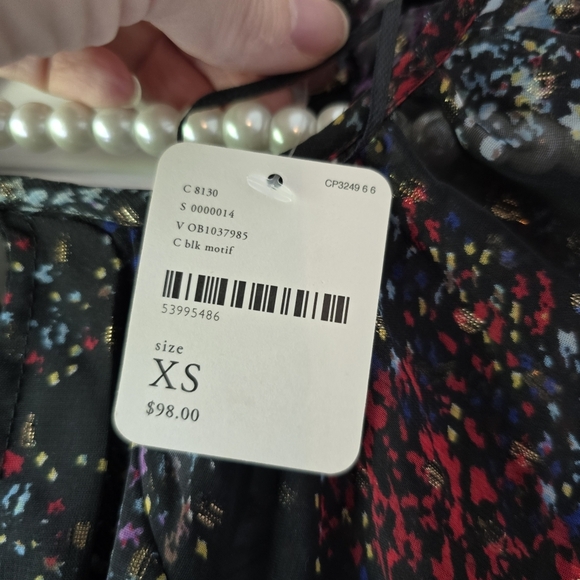 CP3249 6 6
C 8130
S 0000014
V OB1037985
C blk motif
53995486
size
XS
$98.00